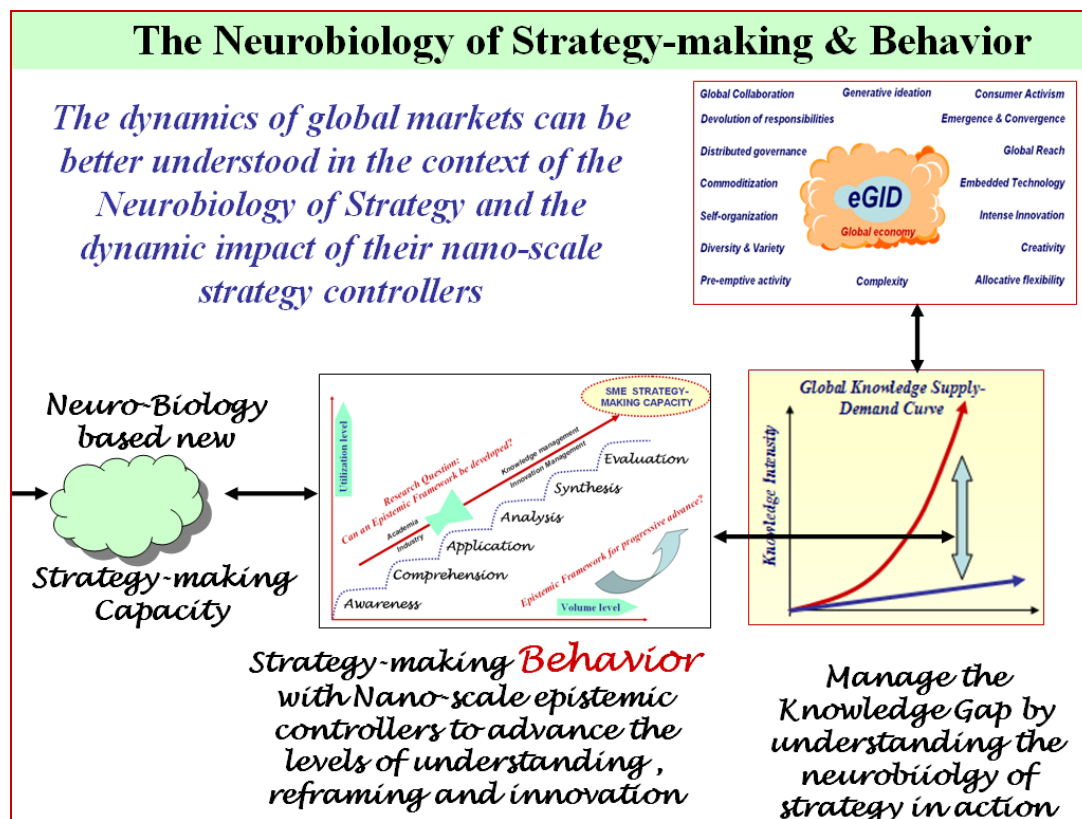 The Neurobiology of Strategy-making & Behavior
The dynamics of global markets can be
better understood in the context of the
Neurobiology of Strategy and the
dynamic impact of their nano-scale
strategy controllers
Global Collaboration
Generative ideation
Consumer Activism
Devolution of responsibilities
Emergence & Convergence
Distributed governance
Global Reach
Commoditization
Embedded Technology
Self-organization
Intense Innovation
Diversity & Variety
Creativity
Pre-emptive activity
Complexity
Allocative flexibility
eGID
Global economy
Neuro-Biology
based new
Strategy-making
Capacity
SME STRATEGY-
MAKING CAPACITY
Utilization level
Research Question:
Can an Epistemic Framework be developed?
Knowledge management
Innovation Management
Academia
Industry
Evaluation
Synthesis
Analysis
Application
Comprehension
Awareness
Epistemic Framework for progressive advance?
Volume level
Global Knowledge Supply-
Demand Curve
Knowledge Intensity
Strategy-making Behavior
with Nano-scale epistemic
controllers to advance the
levels of understanding ,
reframing and innovation
Manage the
Knowledge Gap by
understanding the
neurobiiolgy of
strategy in action